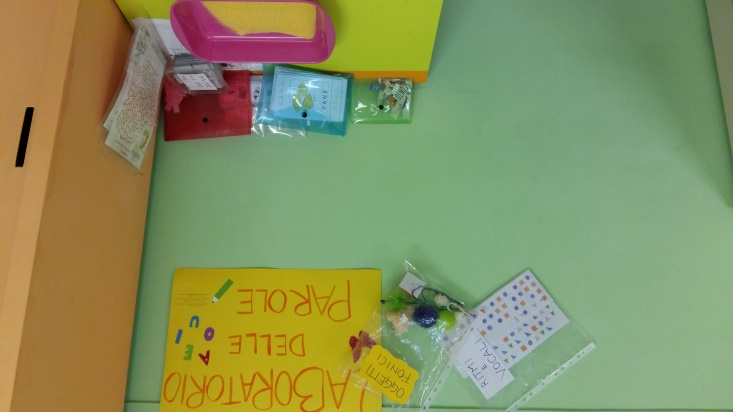 LABORATORIO
DELLE
PAROLE
A E I O U
OGGETTI
FONICI
RITMI
E
VOCALI
PANE